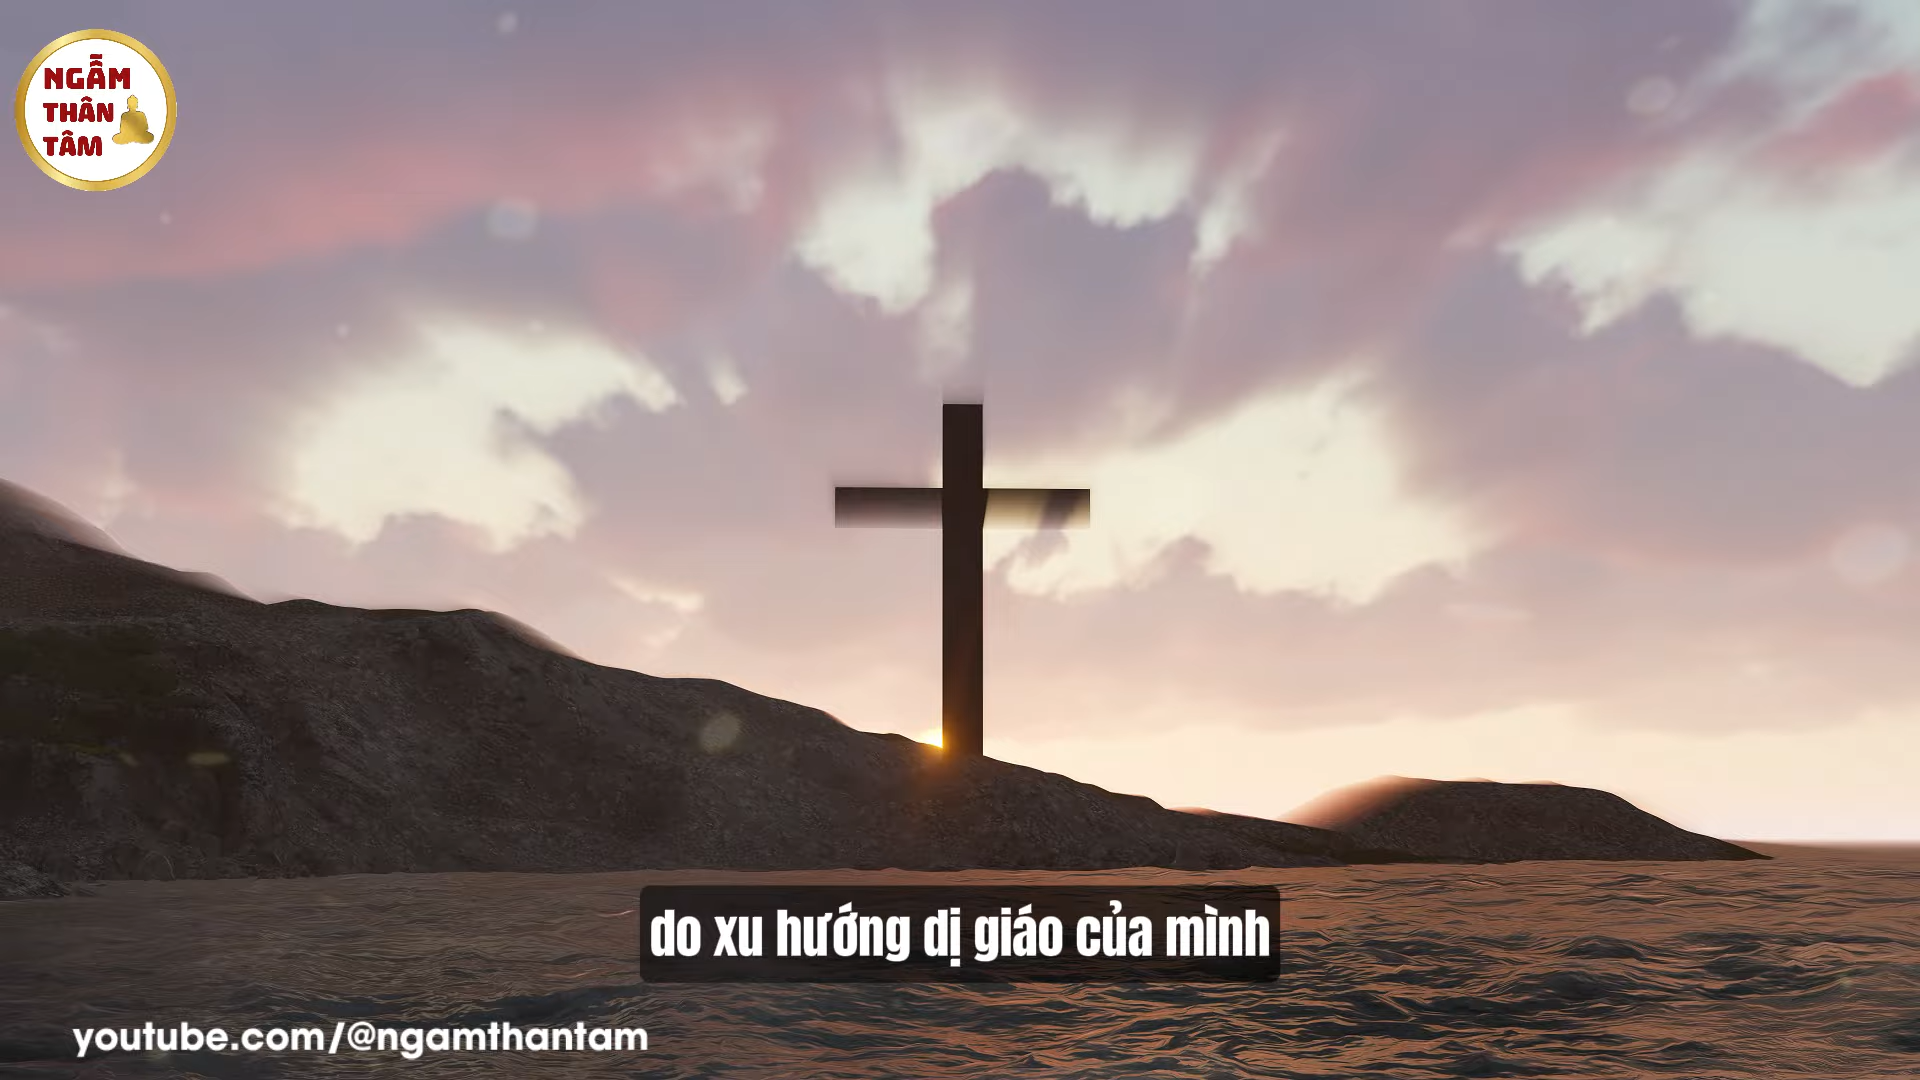 NGẪM
THÂN
TÂM
do xu hướng dị giáo của mình
youtube.com/@ngamthantam